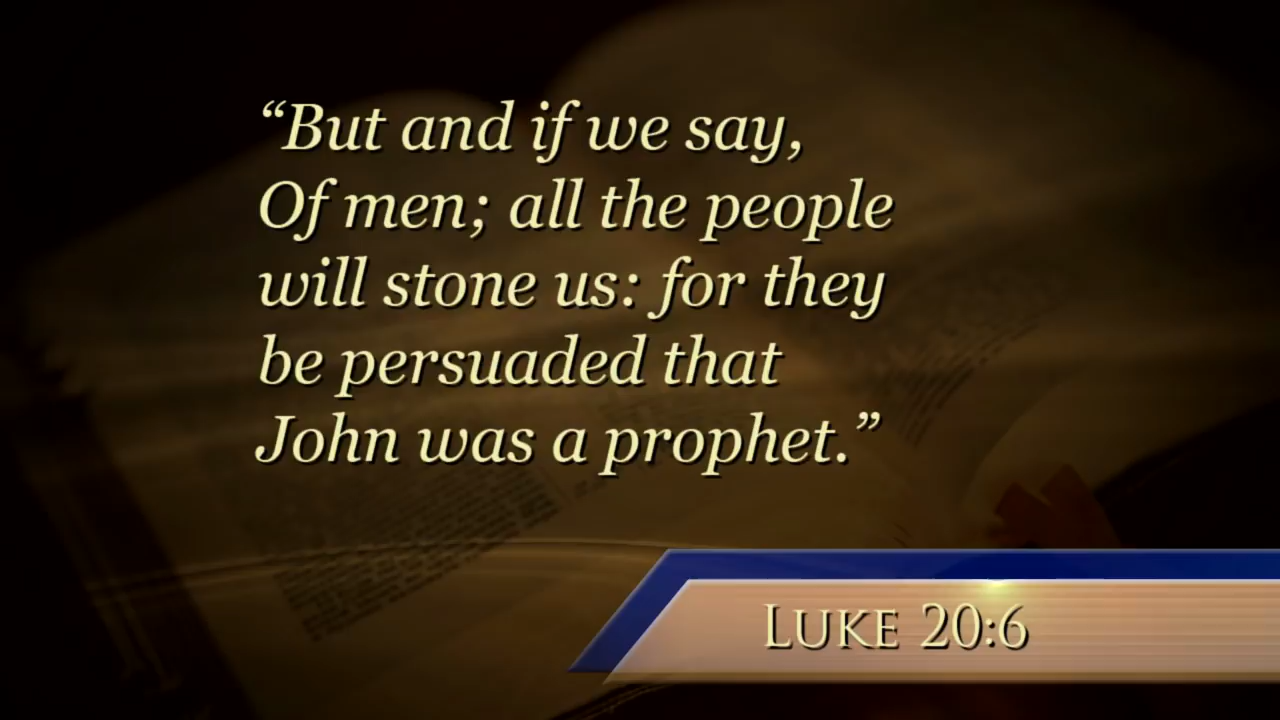 “But and if we say,
Of men; all the people
will stone us: for they
be persuaded that
John was a prophet.”
LUKE 20:6